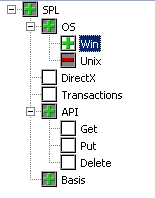 SPL
OS
Win
Unix
DirectX
Transactions
API
Get
Put
Delete
Basis